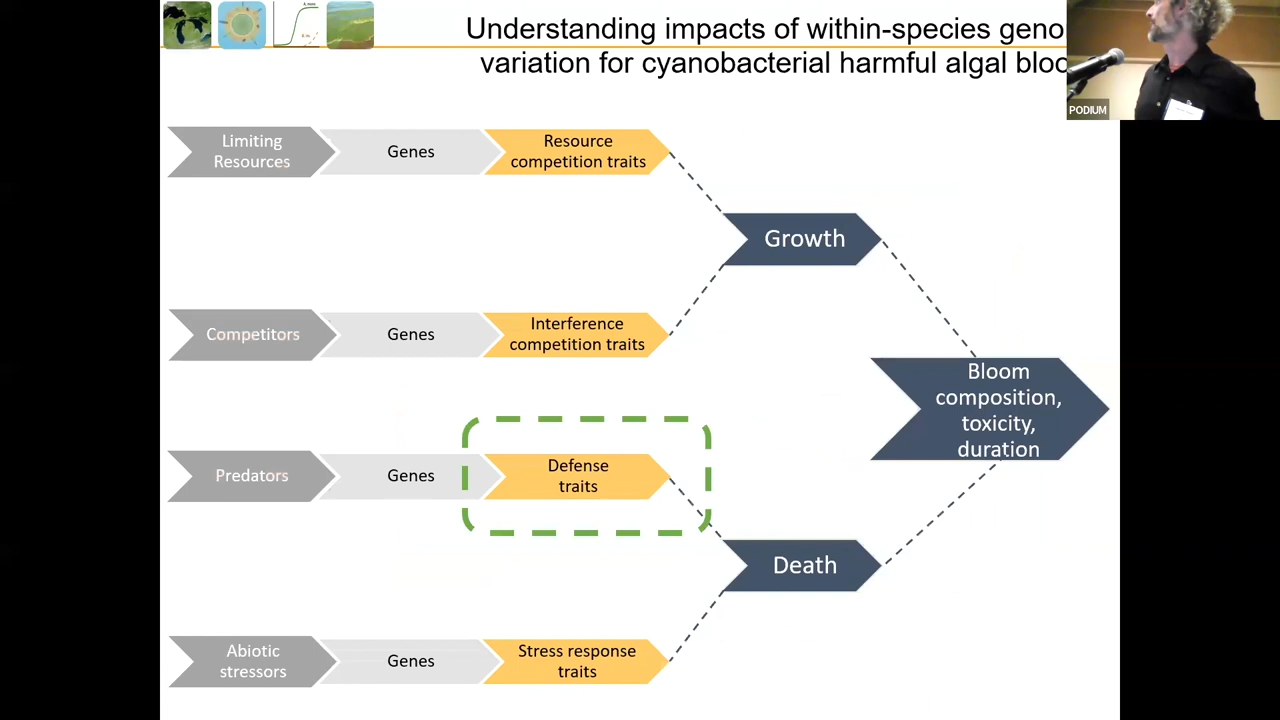 Understanding impacts of within-species geno
variation for cyanobacterial harmful algal bloo
PODIUM
Limiting
Resources
Genes
Resource
competition traits
Growth
Competitors
Genes
Interference
competition traits
Bloom
composition,
toxicity,
duration
Predators
Genes
Defense
traits
Death
Abiotic
stressors
Genes
Stress response
traits